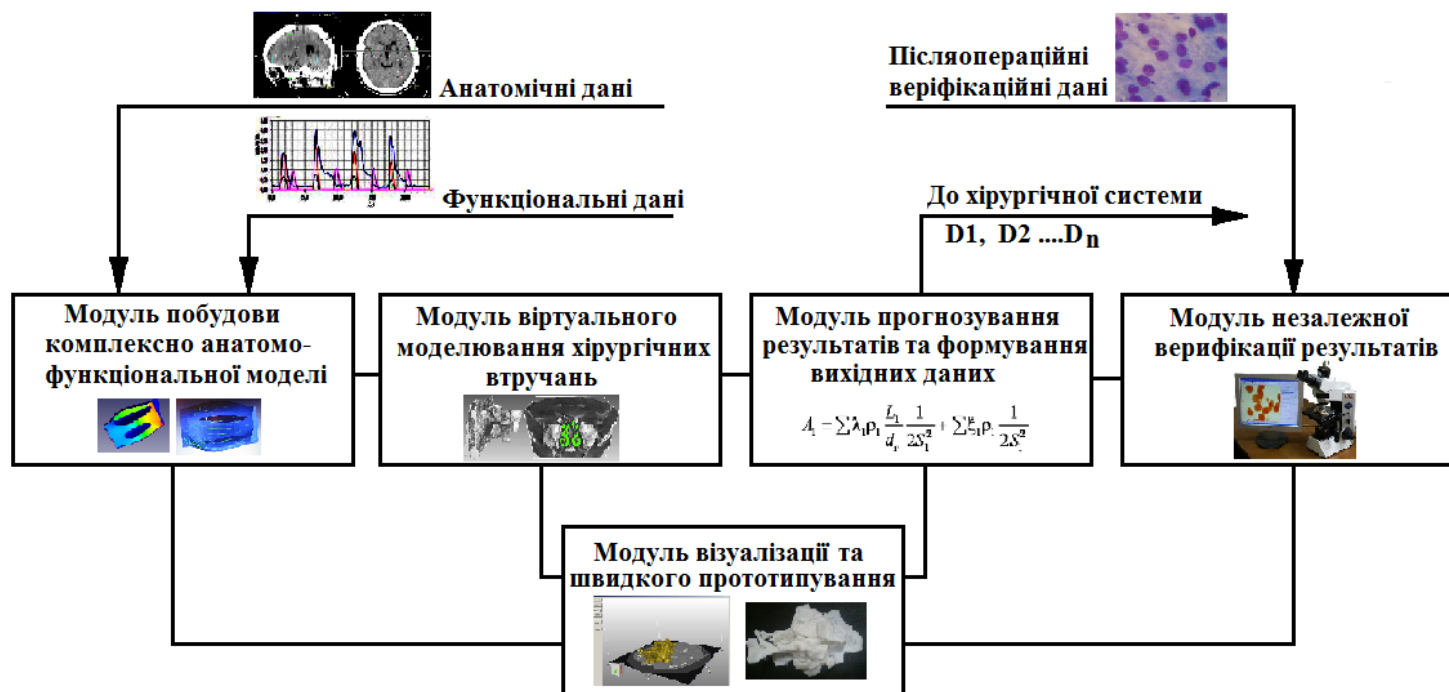 Анатомічні дані
Функціональні дані
Післяопераційні
веріфікаційні дані
До хірургічної системи
D1, D2 ....Dn
Модуль побудови
комплексно анатомо-
функціональної моделі
Модуль віртуального
моделювання хірургічних
втручань
Модуль прогнозування
результатів та формування
вихідних даних
Модуль незалежної
верифікації результатів
Модуль візуалізації та
швидкого прототипування